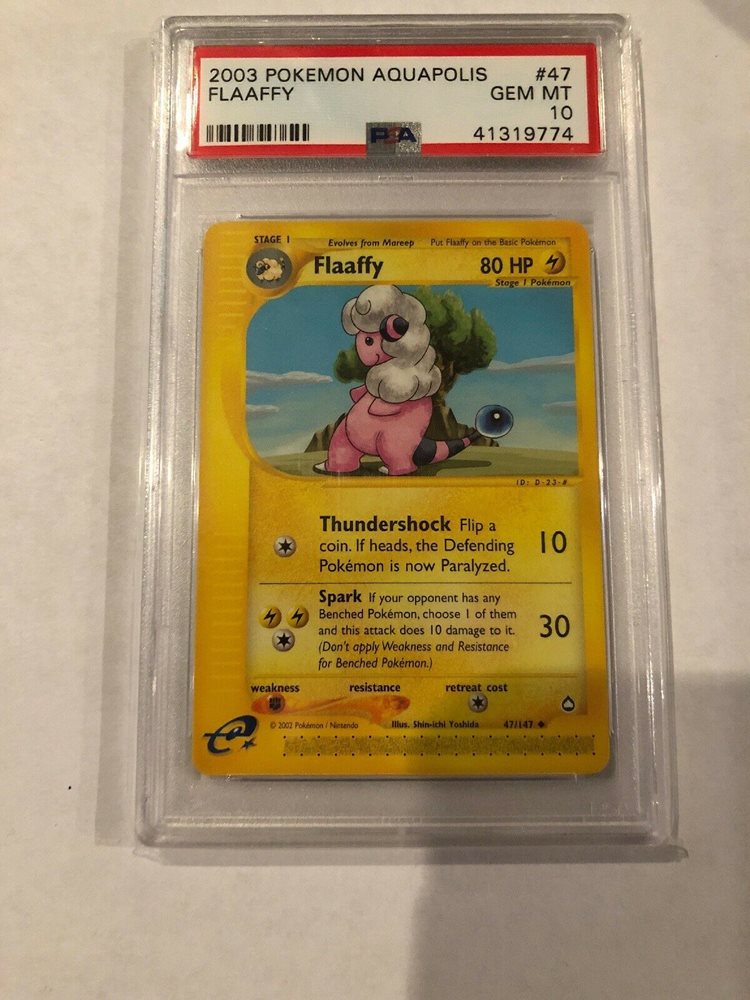 2003 POKEMON AQUAPOLIS #47
FLAAFFY GEM MT
10
PSA 41319774
STAGE 1 Evolves from Mareep Put Flaaffy on the Basic Pokémon
Flaaffy 80 HP
Stage 1 Pokémon
ID: D-23-#
Thundershock Flip a
coin. If heads, the Defending 10
Pokémon is now Paralyzed.
Spark If your opponent has any
Benched Pokémon, choose 1 of them
and this attack does 10 damage to it. 30
(Don't apply Weakness and Resistance
for Benched Pokémon.)
weakness resistance retreat cost
© 2002 Pokémon / Nintendo Illus. Shin-ichi Yoshida 47/147
e